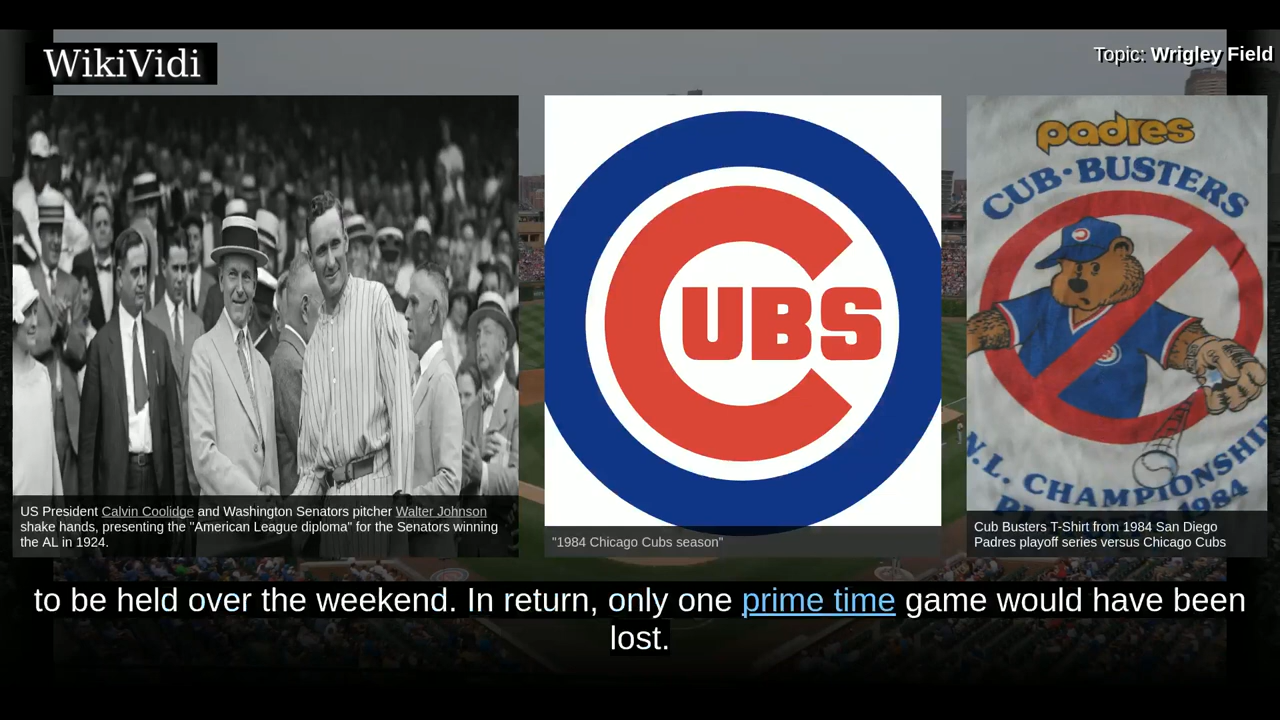 WikiVidi
Topic: Wrigley Field
US President Calvin Coolidge and Washington Senators pitcher Walter Johnson
shake hands, presenting the "American League diploma" for the Senators winning
the AL in 1924.
UBS
"1984 Chicago Cubs season"
padres
CUB·BUSTERS
N.L. CHAMPIONSHIP
1984
Cub Busters T-Shirt from 1984 San Diego
Padres playoff series versus Chicago Cubs
to be held over the weekend. In return, only one prime time game would have been
lost.